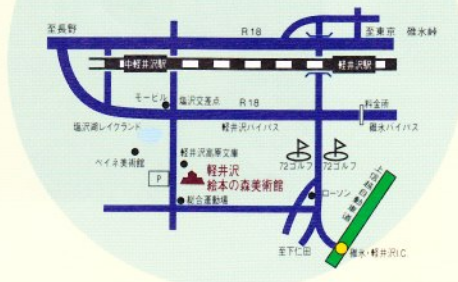 至長野
R18
至東京 碓氷峠
中軽井沢駅
軽井沢駅
モービル
塩沢交差点
R18
料金所
塩沢湖レイクランド
軽井沢バイパス
碓氷バイパス
ペイネ美術館
軽井沢高原文庫
72ゴルフ
72ゴルフ
P
軽井沢
絵本の森美術館
上信越自動車道
総合運動場
ローソン
至下仁田
碓氷・軽井沢I.C.